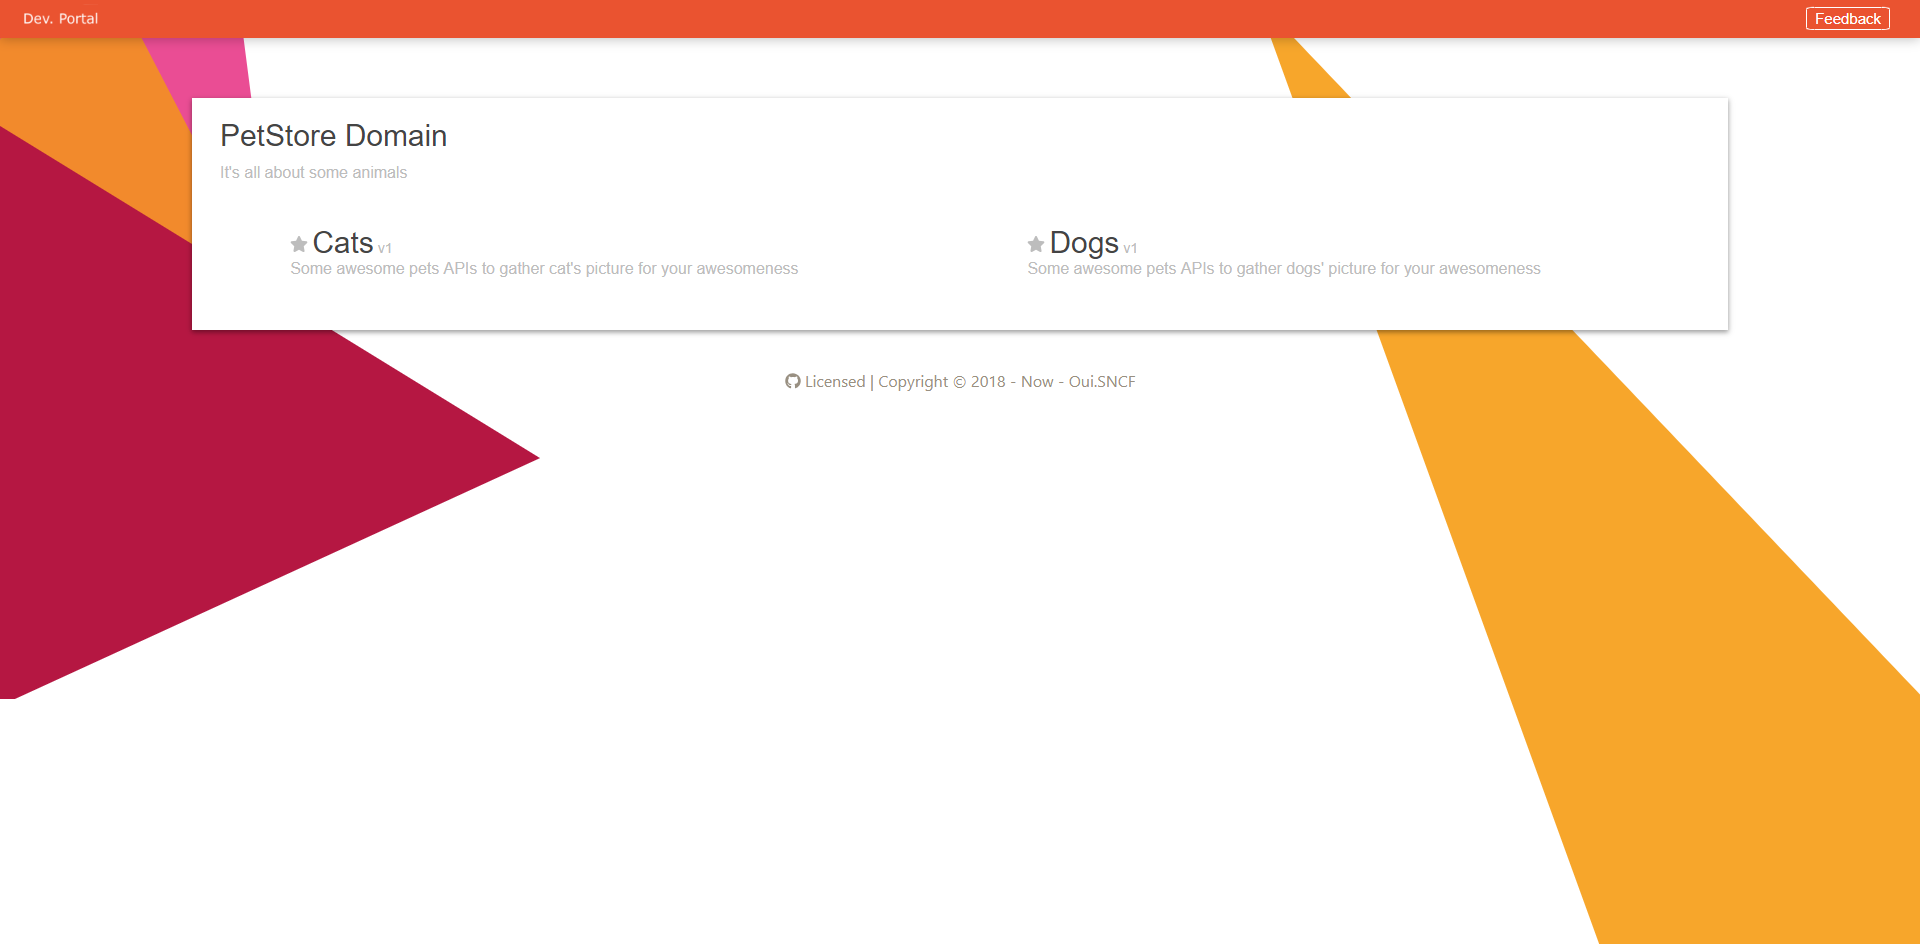 Dev. Portal
Feedback
PetStore Domain
It's all about some animals
Cats v1
Some awesome pets APIs to gather cat's picture for your awesomeness
Dogs v1
Some awesome pets APIs to gather dogs' picture for your awesomeness
Licensed | Copyright © 2018 - Now - Oui.SNCF